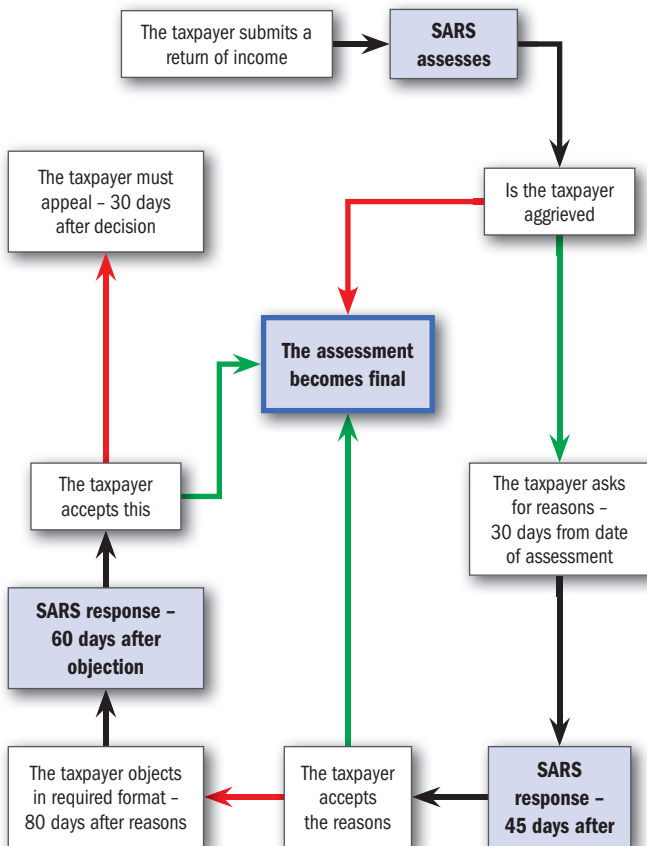 The taxpayer submits a
return of income
SARS
assesses
Is the taxpayer
aggrieved
The taxpayer must
appeal – 30 days
after decision
The assessment
becomes final
The taxpayer
accepts this
The taxpayer asks
for reasons –
30 days from date
of assessment
SARS response –
60 days after
objection
The taxpayer objects
in required format –
80 days after reasons
The taxpayer
accepts
the reasons
SARS
response –
45 days after